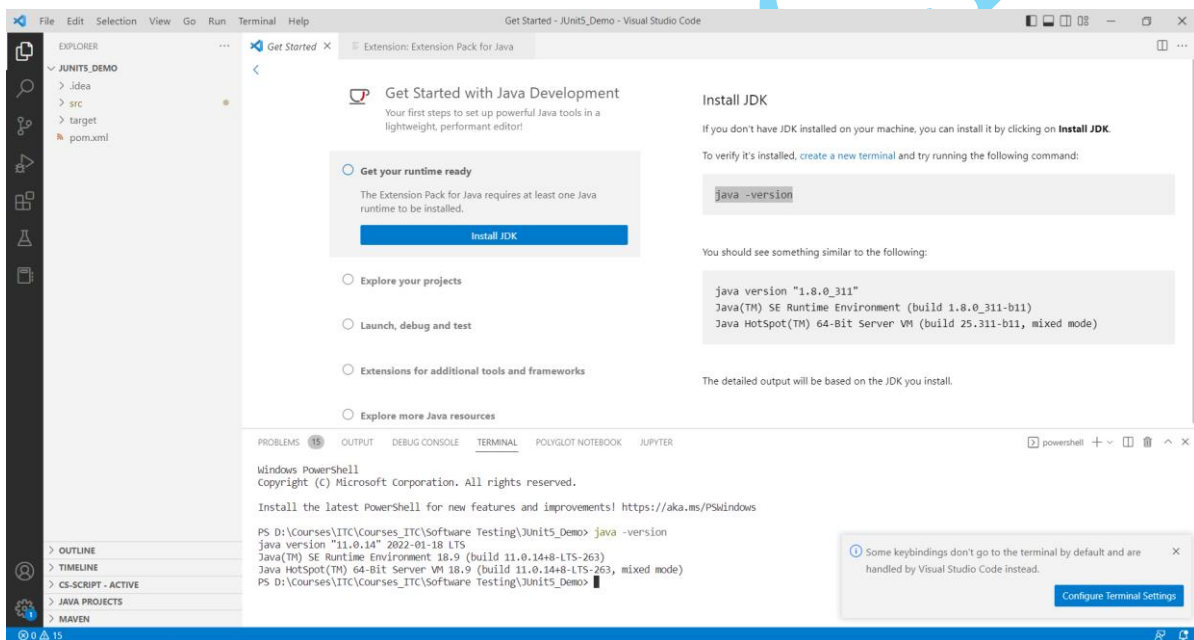 File Edit Selection View Go Run Terminal Help
Get Started - JUnit5_Demo - Visual Studio Code
EXPLORER
JUNIT5_DEMO
.idea
src
target
pom.xml
OUTLINE
TIMELINE
CS-SCRIPT - ACTIVE
JAVA PROJECTS
MAVEN
Get Started
Extension: Extension Pack for Java
Get Started with Java Development
Your first steps to set up powerful Java tools in a
lightweight, performant editor!
Get your runtime ready
The Extension Pack for Java requires at least one Java
runtime to be installed.
Install JDK
Explore your projects
Launch, debug and test
Extensions for additional tools and frameworks
Explore more Java resources
Install JDK
If you don't have JDK installed on your machine, you can install it by clicking on Install JDK.
To verify it's installed, create a new terminal and try running the following command:
java -version
You should see something similar to the following:
java version "1.8.0_311"
Java(TM) SE Runtime Environment (build 1.8.0_311-b11)
Java HotSpot(TM) 64-Bit Server VM (build 25.311-b11, mixed mode)
The detailed output will be based on the JDK you install.
PROBLEMS 15 OUTPUT DEBUG CONSOLE TERMINAL POLYGLOT NOTEBOOK JUPYTER
powershell
Windows PowerShell
Copyright (C) Microsoft Corporation. All rights reserved.
Install the latest PowerShell for new features and improvements! https://aka.ms/PSWindows
PS D:\Courses\ITC\Courses_ITC\Software Testing\JUnit5_Demo> java -version
java version "11.0.14" 2022-01-18 LTS
Java(TM) SE Runtime Environment 18.9 (build 11.0.14+8-LTS-263)
Java HotSpot(TM) 64-Bit Server VM 18.9 (build 11.0.14+8-LTS-263, mixed mode)
PS D:\Courses\ITC\Courses_ITC\Software Testing\JUnit5_Demo>
Some keybindings don't go to the terminal by default and are
handled by Visual Studio Code instead.
Configure Terminal Settings
1
0 15